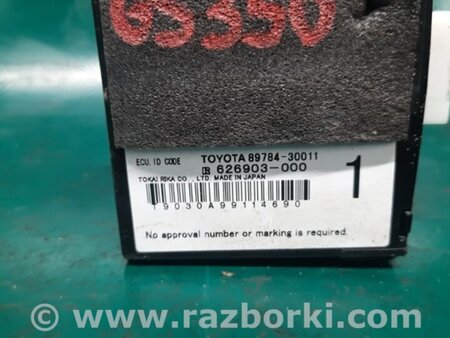 GS350
ECU, ID CODE TOYOTA 89784-30011
R 626903-000
TOKAI RIKA CO., LTD. MADE IN JAPAN
1
19030A99114690
No approval number or marking is required.
www.razborki.com